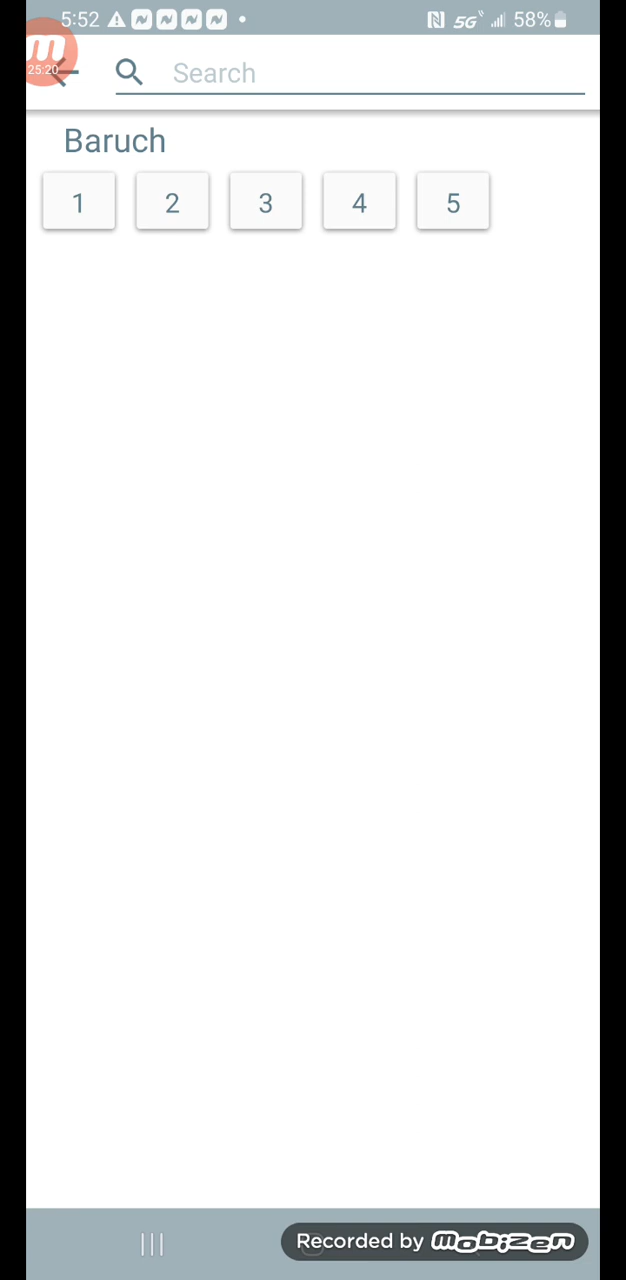 5:52 5G 58%
m
25:20
Search
Baruch
1 2 3 4 5
Recorded by mobizen